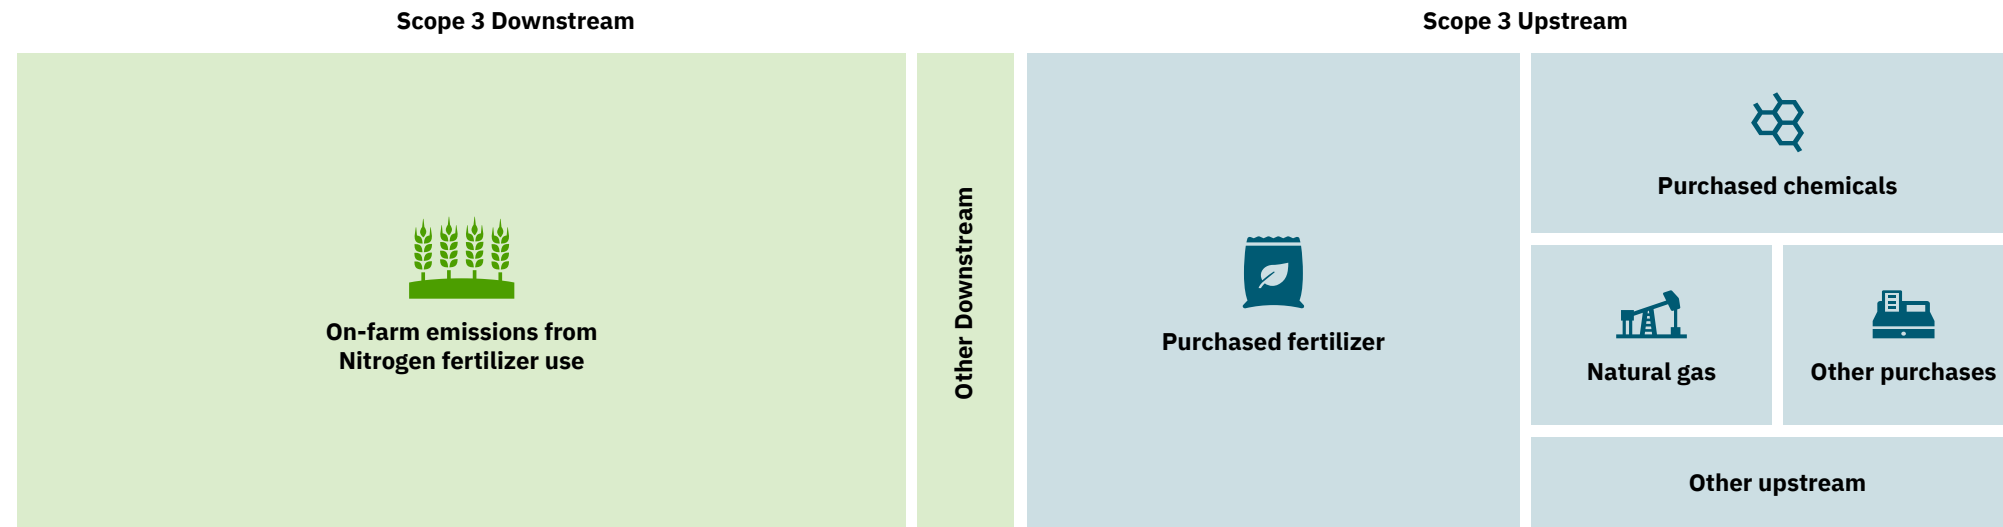 Scope 3 Downstream
Scope 3 Upstream
On-farm emissions from
Nitrogen fertilizer use
Other Downstream
Purchased fertilizer
Purchased chemicals
Natural gas
Other purchases
Other upstream